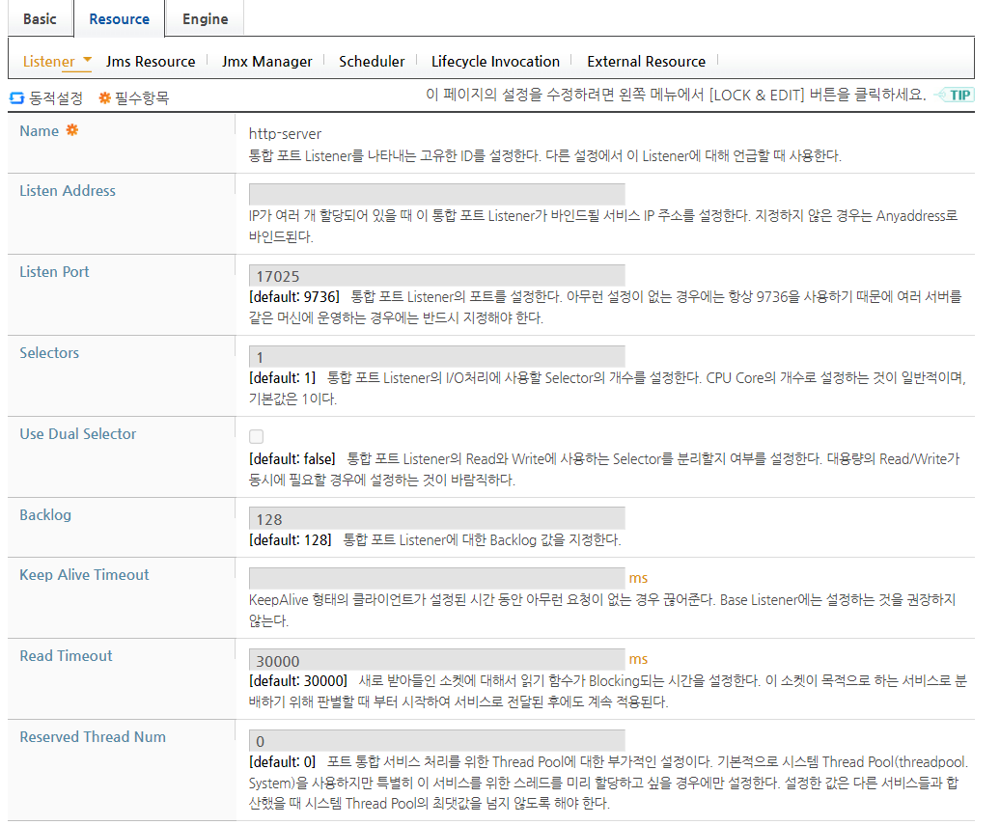 Basic Resource Engine
Listener Jms Resource Jmx Manager Scheduler Lifecycle Invocation External Resource
동적설정 필수항목 이 페이지의 설정을 수정하려면 왼쪽 메뉴에서 [LOCK & EDIT] 버튼을 클릭하세요. TIP
Name http-server
통합 포트 Listener를 나타내는 고유한 ID를 설정한다. 다른 설정에서 이 Listener에 대해 언급할 때 사용한다.
Listen Address
IP가 여러 개 할당되어 있을 때 이 통합 포트 Listener가 바인드될 서비스 IP 주소를 설정한다. 지정하지 않은 경우는 Anyaddress로
바인드된다.
Listen Port
17025
[default: 9736] 통합 포트 Listener의 포트를 설정한다. 아무런 설정이 없는 경우에는 항상 9736을 사용하기 때문에 여러 서버를
같은 머신에 운영하는 경우에는 반드시 지정해야 한다.
Selectors
1
[default: 1] 통합 포트 Listener의 I/O처리에 사용할 Selector의 개수를 설정한다. CPU Core의 개수로 설정하는 것이 일반적이며,
기본값은 1이다.
Use Dual Selector
[default: false] 통합 포트 Listener의 Read와 Write에 사용하는 Selector를 분리할지 여부를 설정한다. 대용량의 Read/Write가
동시에 필요할 경우에 설정하는 것이 바람직하다.
Backlog
128
[default: 128] 통합 포트 Listener에 대한 Backlog 값을 지정한다.
Keep Alive Timeout
ms
KeepAlive 형태의 클라이언트가 설정된 시간 동안 아무런 요청이 없는 경우 끊어준다. Base Listener에는 설정하는 것을 권장하지
않는다.
Read Timeout
30000 ms
[default: 30000] 새로 받아들인 소켓에 대해서 읽기 함수가 Blocking되는 시간을 설정한다. 이 소켓이 목적으로 하는 서비스로 분
배하기 위해 판별할 때 부터 시작하여 서비스로 전달된 후에도 계속 적용된다.
Reserved Thread Num
0
[default: 0] 포트 통합 서비스 처리를 위한 Thread Pool에 대한 부가적인 설정이다. 기본적으로 시스템 Thread Pool(threadpool.
System)을 사용하지만 특별히 이 서비스를 위한 스레드를 미리 할당하고 싶을 경우에만 설정한다. 설정한 값은 다른 서비스들과 합
산했을 때 시스템 Thread Pool의 최댓값을 넘지 않도록 해야 한다.